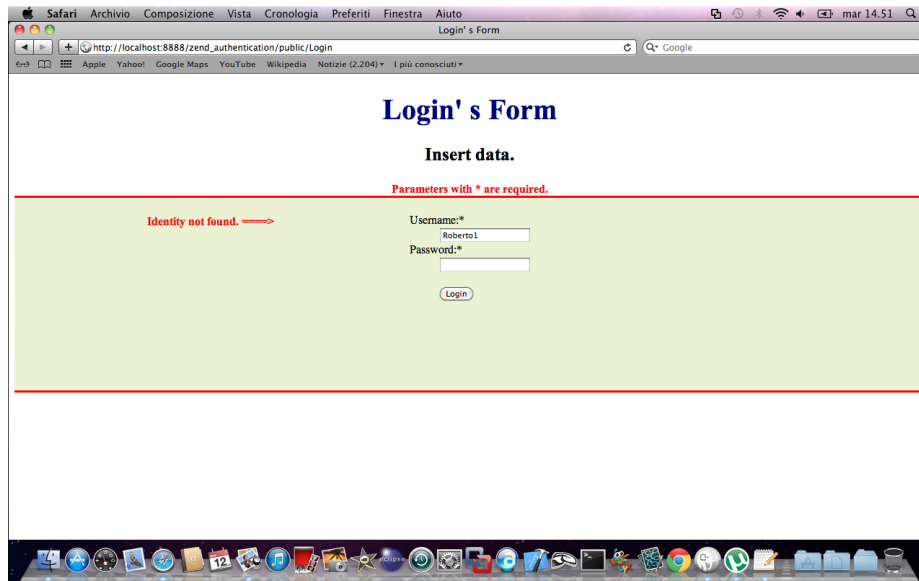 Safari Archivio Composizione Vista Cronologia Preferiti Finestra Aiuto mar 14.51
Login' s Form
http://localhost:8888/zend_authentication/public/Login
Google
Apple Yahoo! Google Maps YouTube Wikipedia Notizie (2.204) I più conosciuti
Login' s Form
Insert data.
Parameters with * are required.
Identity not found. ====>
Username:*
Roberto1
Password:*
Login
12
eclipse